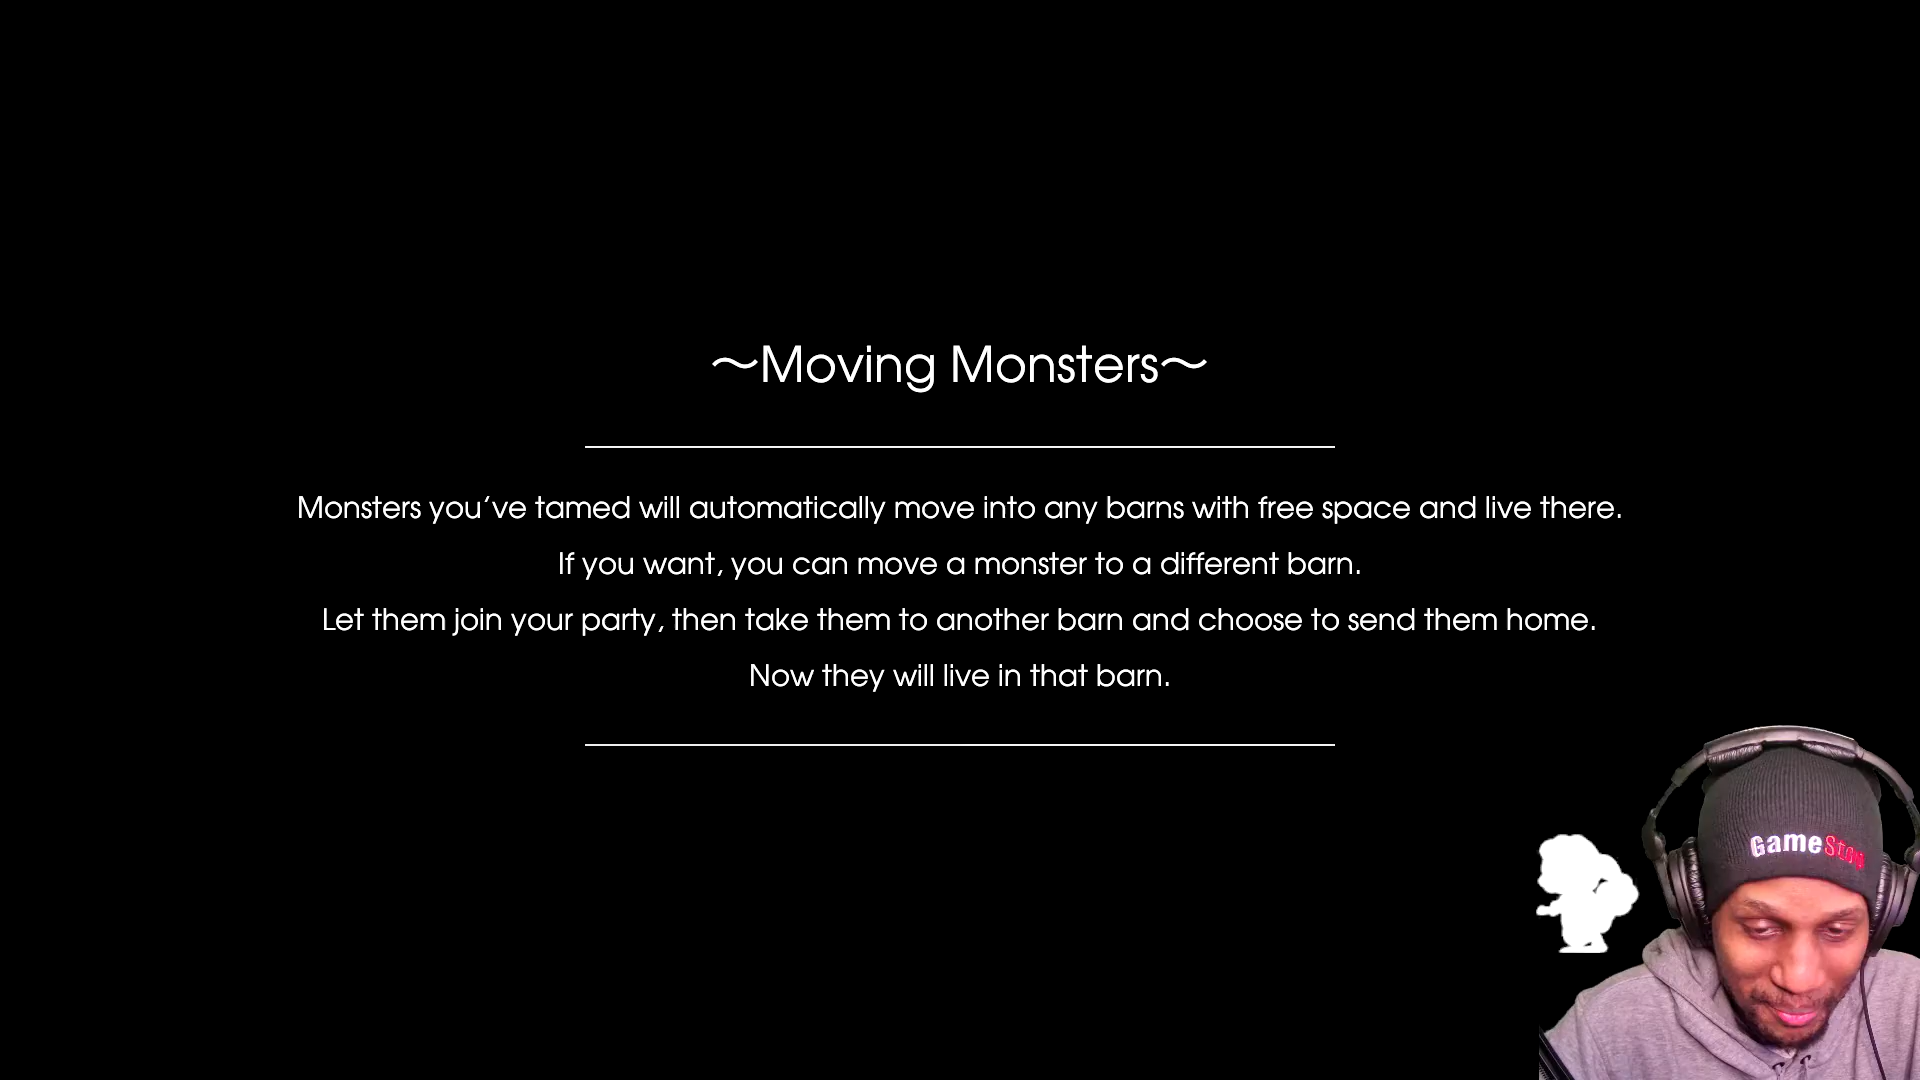 ～Moving Monsters～
Monsters you've tamed will automatically move into any barns with free space and live there.
If you want, you can move a monster to a different barn.
Let them join your party, then take them to another barn and choose to send them home.
Now they will live in that barn.
GameStop